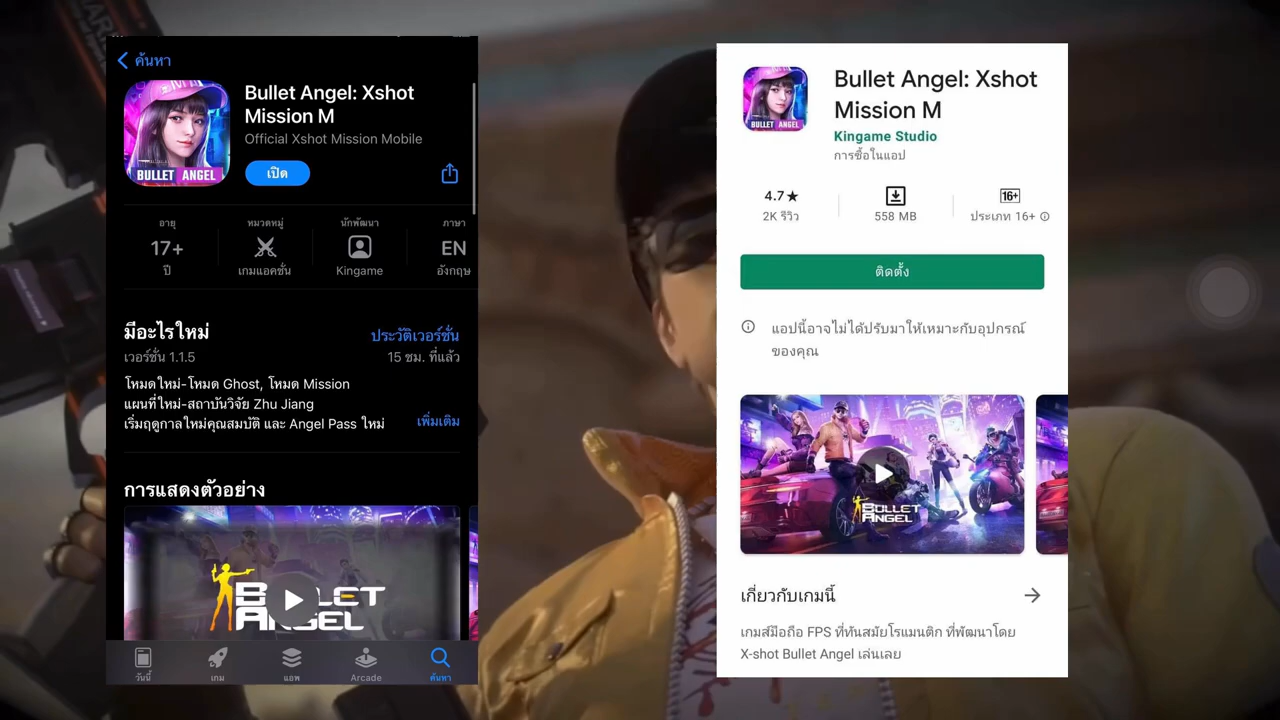 ค้นหา
Bullet Angel: Xshot
Mission M
Official Xshot Mission Mobile
เปิด
BULLET ANGEL
อายุ
17+
ปี
หมวดหมู่
เกมแอคชั่น
นักพัฒนา
Kingame
ภาษา
EN
อังกฤษ
มีอะไรใหม่
ประวัติเวอร์ชั่น
เวอร์ชั่น 1.1.5
15 ชม. ที่แล้ว
โหมดใหม่-โหมด Ghost, โหมด Mission
แผนที่ใหม่-สถาบันวิจัย Zhu Jiang
เริ่มฤดูกาลใหม่คุณสมบัติ และ Angel Pass ใหม่
เพิ่มเติม
การแสดงตัวอย่าง
BULLET
ANGEL
วันนี้
เกม
แอพ
Arcade
ค้นหา
Bullet Angel: Xshot
Mission M
BULLET ANGEL
Kingame Studio
การซื้อในแอป
4.7★
2K รีวิว
558 MB
16+
ประเภท 16+
ติดตั้ง
แอปนี้อาจไม่ได้ปรับมาให้เหมาะกับอุปกรณ์
ของคุณ
BULLET
ANGEL
เกี่ยวกับเกมนี้
เกมส์มือถือ FPS ที่ทันสมัยโรแมนติก ที่พัฒนาโดย
X-shot Bullet Angel เล่นเลย